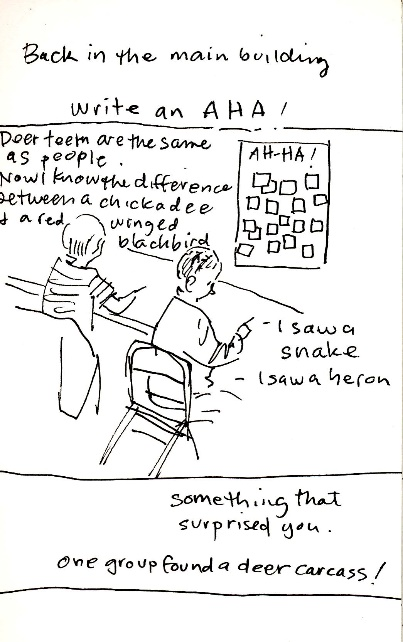 Back in the main building
Write an AHA!
Deer teeth are the same
as people.
Now I know the difference
between a chickadee
& a red winged
blackbird
AH-HA!
- I saw a
snake
- I saw a heron
something that
surprised you.
one group found a deer carcass!